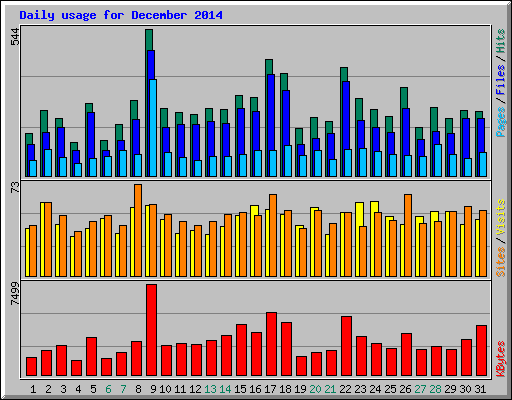 Daily usage for December 2014
544
Pages / Files / Hits
73
Sites / Visits
7499
KBytes
1 2 3 4 5 6 7 8 9 10 11 12 13 14 15 16 17 18 19 20 21 22 23 24 25 26 27 28 29 30 31